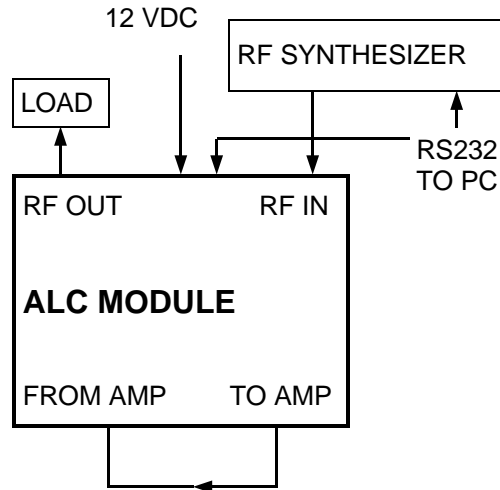 12 VDC
RF SYNTHESIZER
LOAD
RS232
TO PC
RF OUT
RF IN
ALC MODULE
FROM AMP
TO AMP